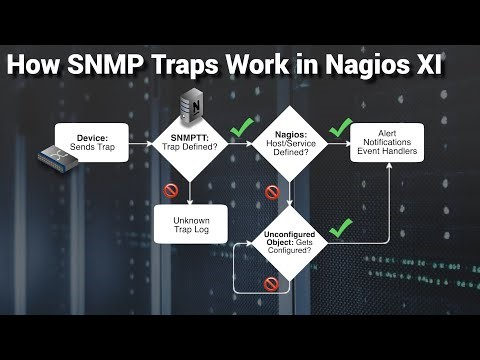 How SNMP Traps Work in Nagios XI
Device:
Sends Trap
SNMPTT:
Trap Defined?
Nagios:
Host/Service
Defined?
Alert
Notifications
Event Handlers
Unknown
Trap Log
Unconfigured
Object: Gets
Configured?
N